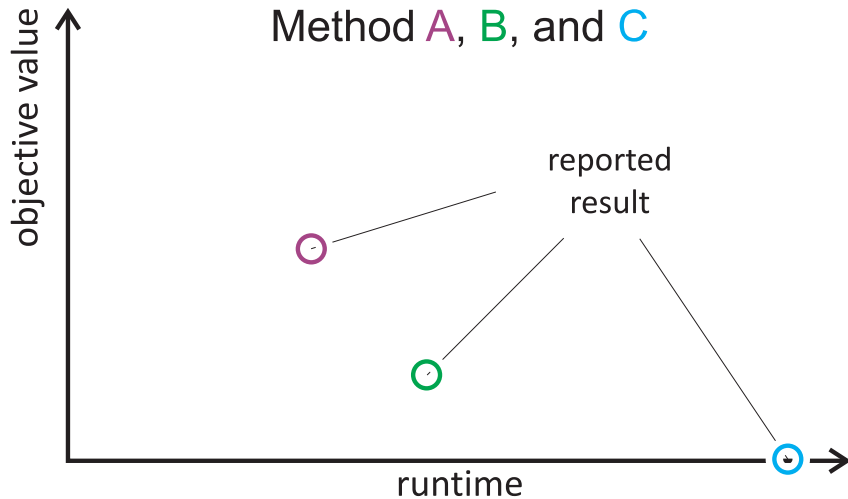 Method A, B, and C
objective value
reported
result
runtime